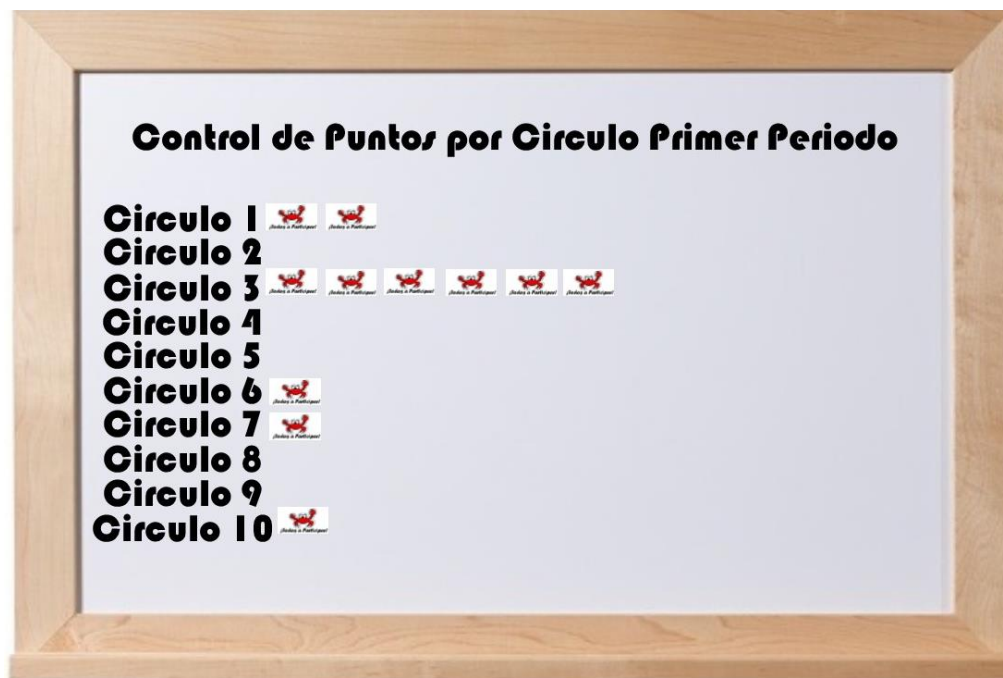 Control de Puntos por Circulo Primer Periodo
Circulo 1
Circulo 2
Circulo 3
Circulo 4
Circulo 5
Circulo 6
Circulo 7
Circulo 8
Circulo 9
Circulo 10